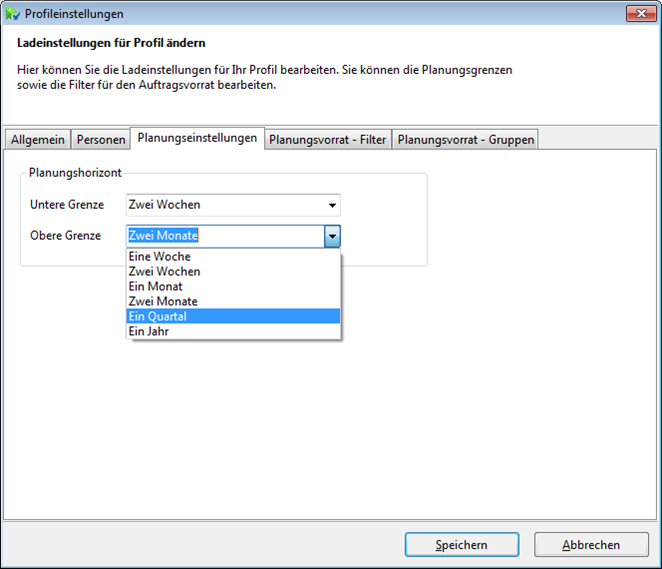 Profileinstellungen
Ladeinstellungen für Profil ändern
Hier können Sie die Ladeinstellungen für Ihr Profil bearbeiten. Sie können die Planungsgrenzen
sowie die Filter für den Auftragsvorrat bearbeiten.
Allgemein Personen Planungseinstellungen Planungsvorrat - Filter Planungsvorrat - Gruppen
Planungshorizont
Untere Grenze Zwei Wochen
Obere Grenze Zwei Monate
Eine Woche
Zwei Wochen
Ein Monat
Zwei Monate
Ein Quartal
Ein Jahr
Speichern Abbrechen